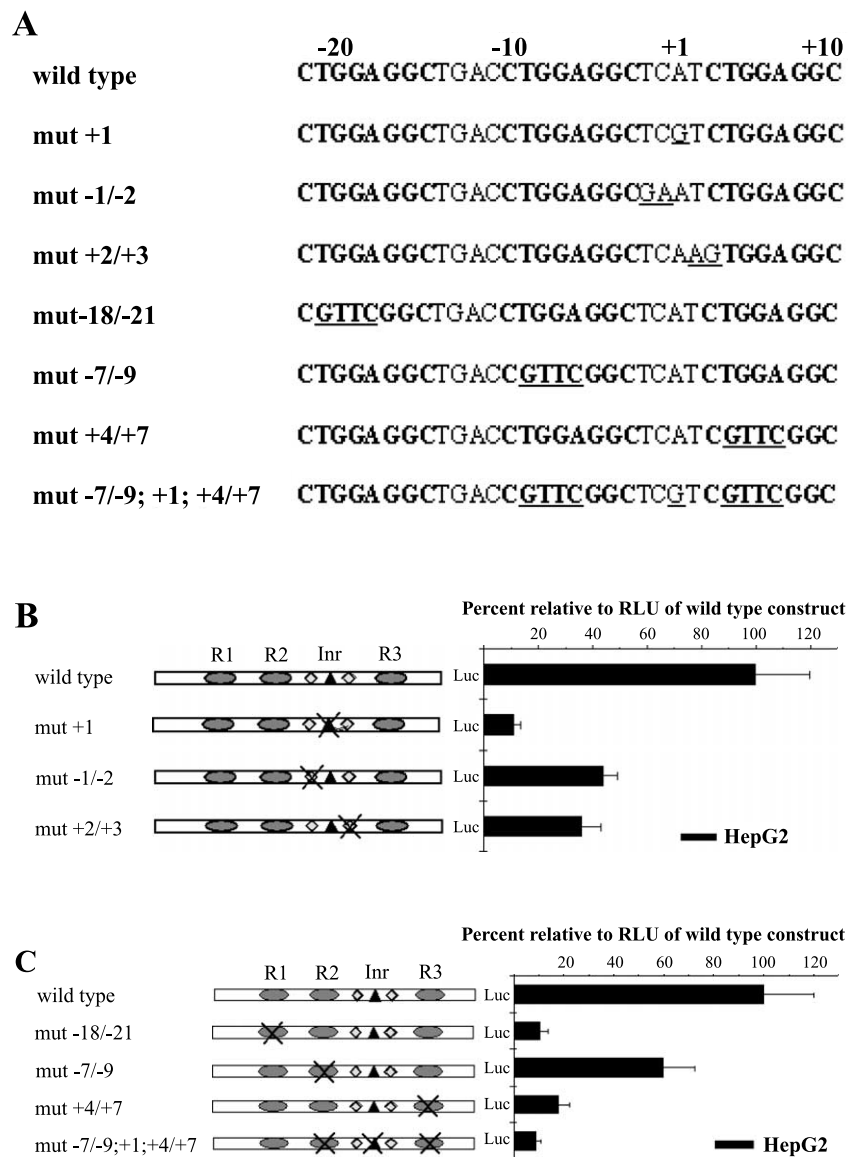 A
-20 -10 +1 +10
wild type CTGGAGGCTGACCTGGAGGCTCATCTGGAGGC
mut +1 CTGGAGGCTGACCTGGAGGCTCGTCTGGAGGC
mut -1/-2 CTGGAGGCTGACCTGGAGGCGAATCTGGAGGC
mut +2/+3 CTGGAGGCTGACCTGGAGGCTCAAGTGGAGGC
mut-18/-21 CGTTCGGCTGACCTGGAGGCTCATCTGGAGGC
mut -7/-9 CTGGAGGCTGACCGTTCGGCTCATCTGGAGGC
mut +4/+7 CTGGAGGCTGACCTGGAGGCTCATCGTTCGGC
mut -7/-9; +1; +4/+7 CTGGAGGCTGACCGTTCGGCTCGTCGTTCGGC
B
Percent relative to RLU of wild type construct
20 40 60 80 100 120
R1 R2 Inr R3
wild type Luc
mut +1 Luc
mut -1/-2 Luc
mut +2/+3 Luc
HepG2
C
Percent relative to RLU of wild type construct
20 40 60 80 100 120
R1 R2 Inr R3
wild type Luc
mut -18/-21 Luc
mut -7/-9 Luc
mut +4/+7 Luc
mut -7/-9;+1;+4/+7 Luc
HepG2